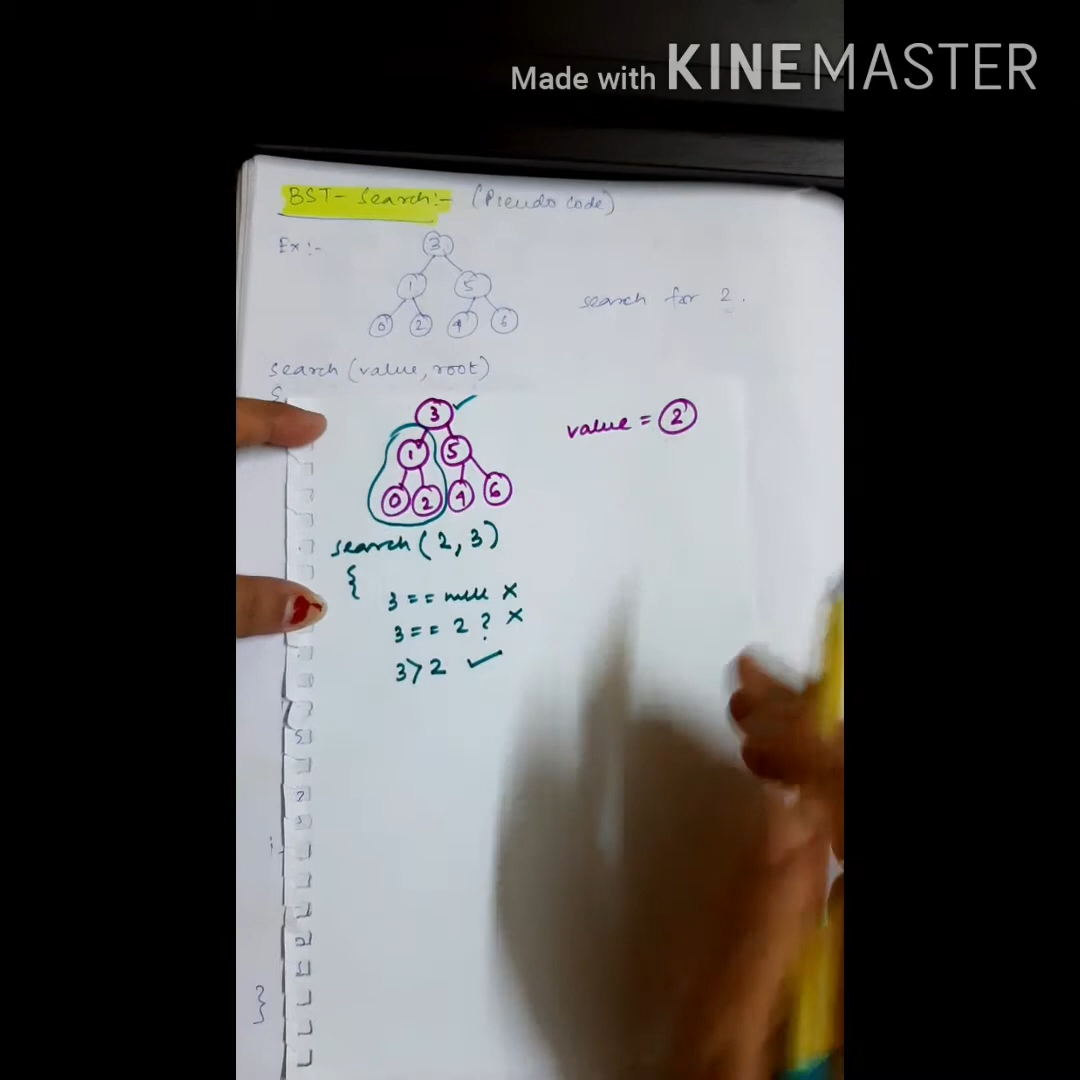 Made with KINEMASTER
BST - Search:- (Pseudo code)
Ex:-
3
1 5
0 2 4 6
search for 2.
search (value, root)
{
3
1 5
0 2 4 6
value = 2
search (2, 3)
{
3 == null ×
3 == 2 ? ×
3 > 2 ✓
}